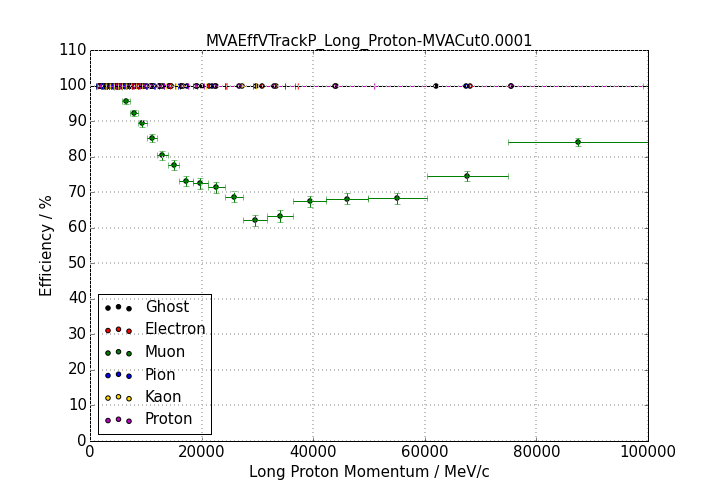 MVAEffVTrackP_Long_Proton-MVACut0.0001
110
100
90
80
70
60
50
40
30
20
10
0
Efficiency / %
Ghost
Electron
Muon
Pion
Kaon
Proton
0 20000 40000 60000 80000 100000
Long Proton Momentum / MeV/c